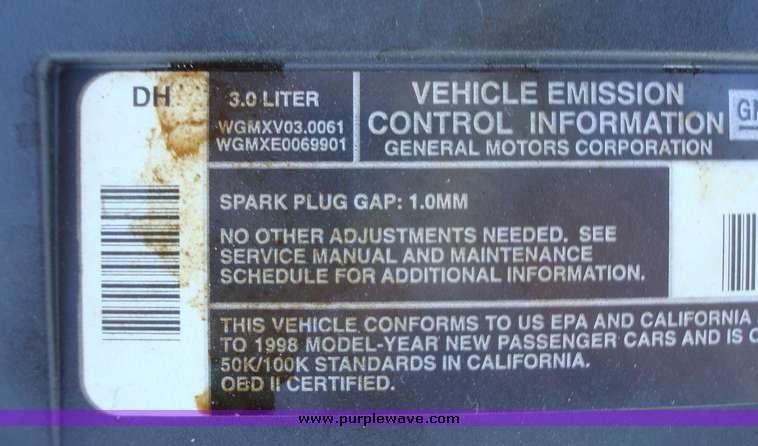 DH
3.0 LITER
WGMXV03.0061
WGMXE0069901
VEHICLE EMISSION
CONTROL INFORMATION
GENERAL MOTORS CORPORATION
SPARK PLUG GAP: 1.0MM
NO OTHER ADJUSTMENTS NEEDED. SEE
SERVICE MANUAL AND MAINTENANCE
SCHEDULE FOR ADDITIONAL INFORMATION.
THIS VEHICLE CONFORMS TO US EPA AND CALIFORNIA
TO 1998 MODEL-YEAR NEW PASSENGER CARS AND IS
50K/100K STANDARDS IN CALIFORNIA.
OBD II CERTIFIED.
www.purplewave.com